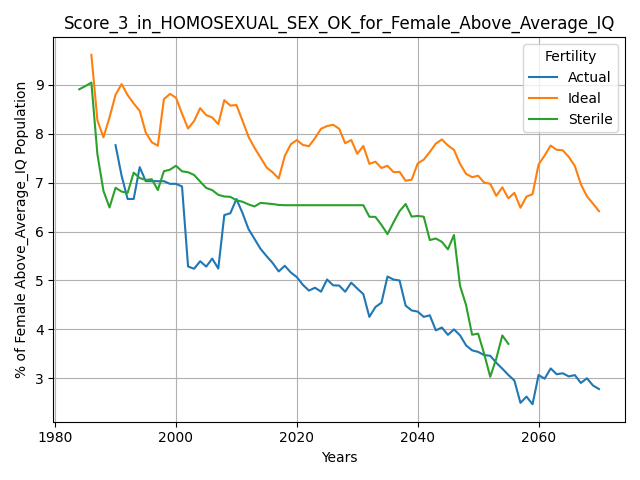 Score_3_in_HOMOSEXUAL_SEX_OK_for_Female_Above_Average_IQ
% of Female Above_Average_IQ Population
9
8
7
6
5
4
3
Fertility
Actual
Ideal
Sterile
1980
2000
2020
2040
2060
Years